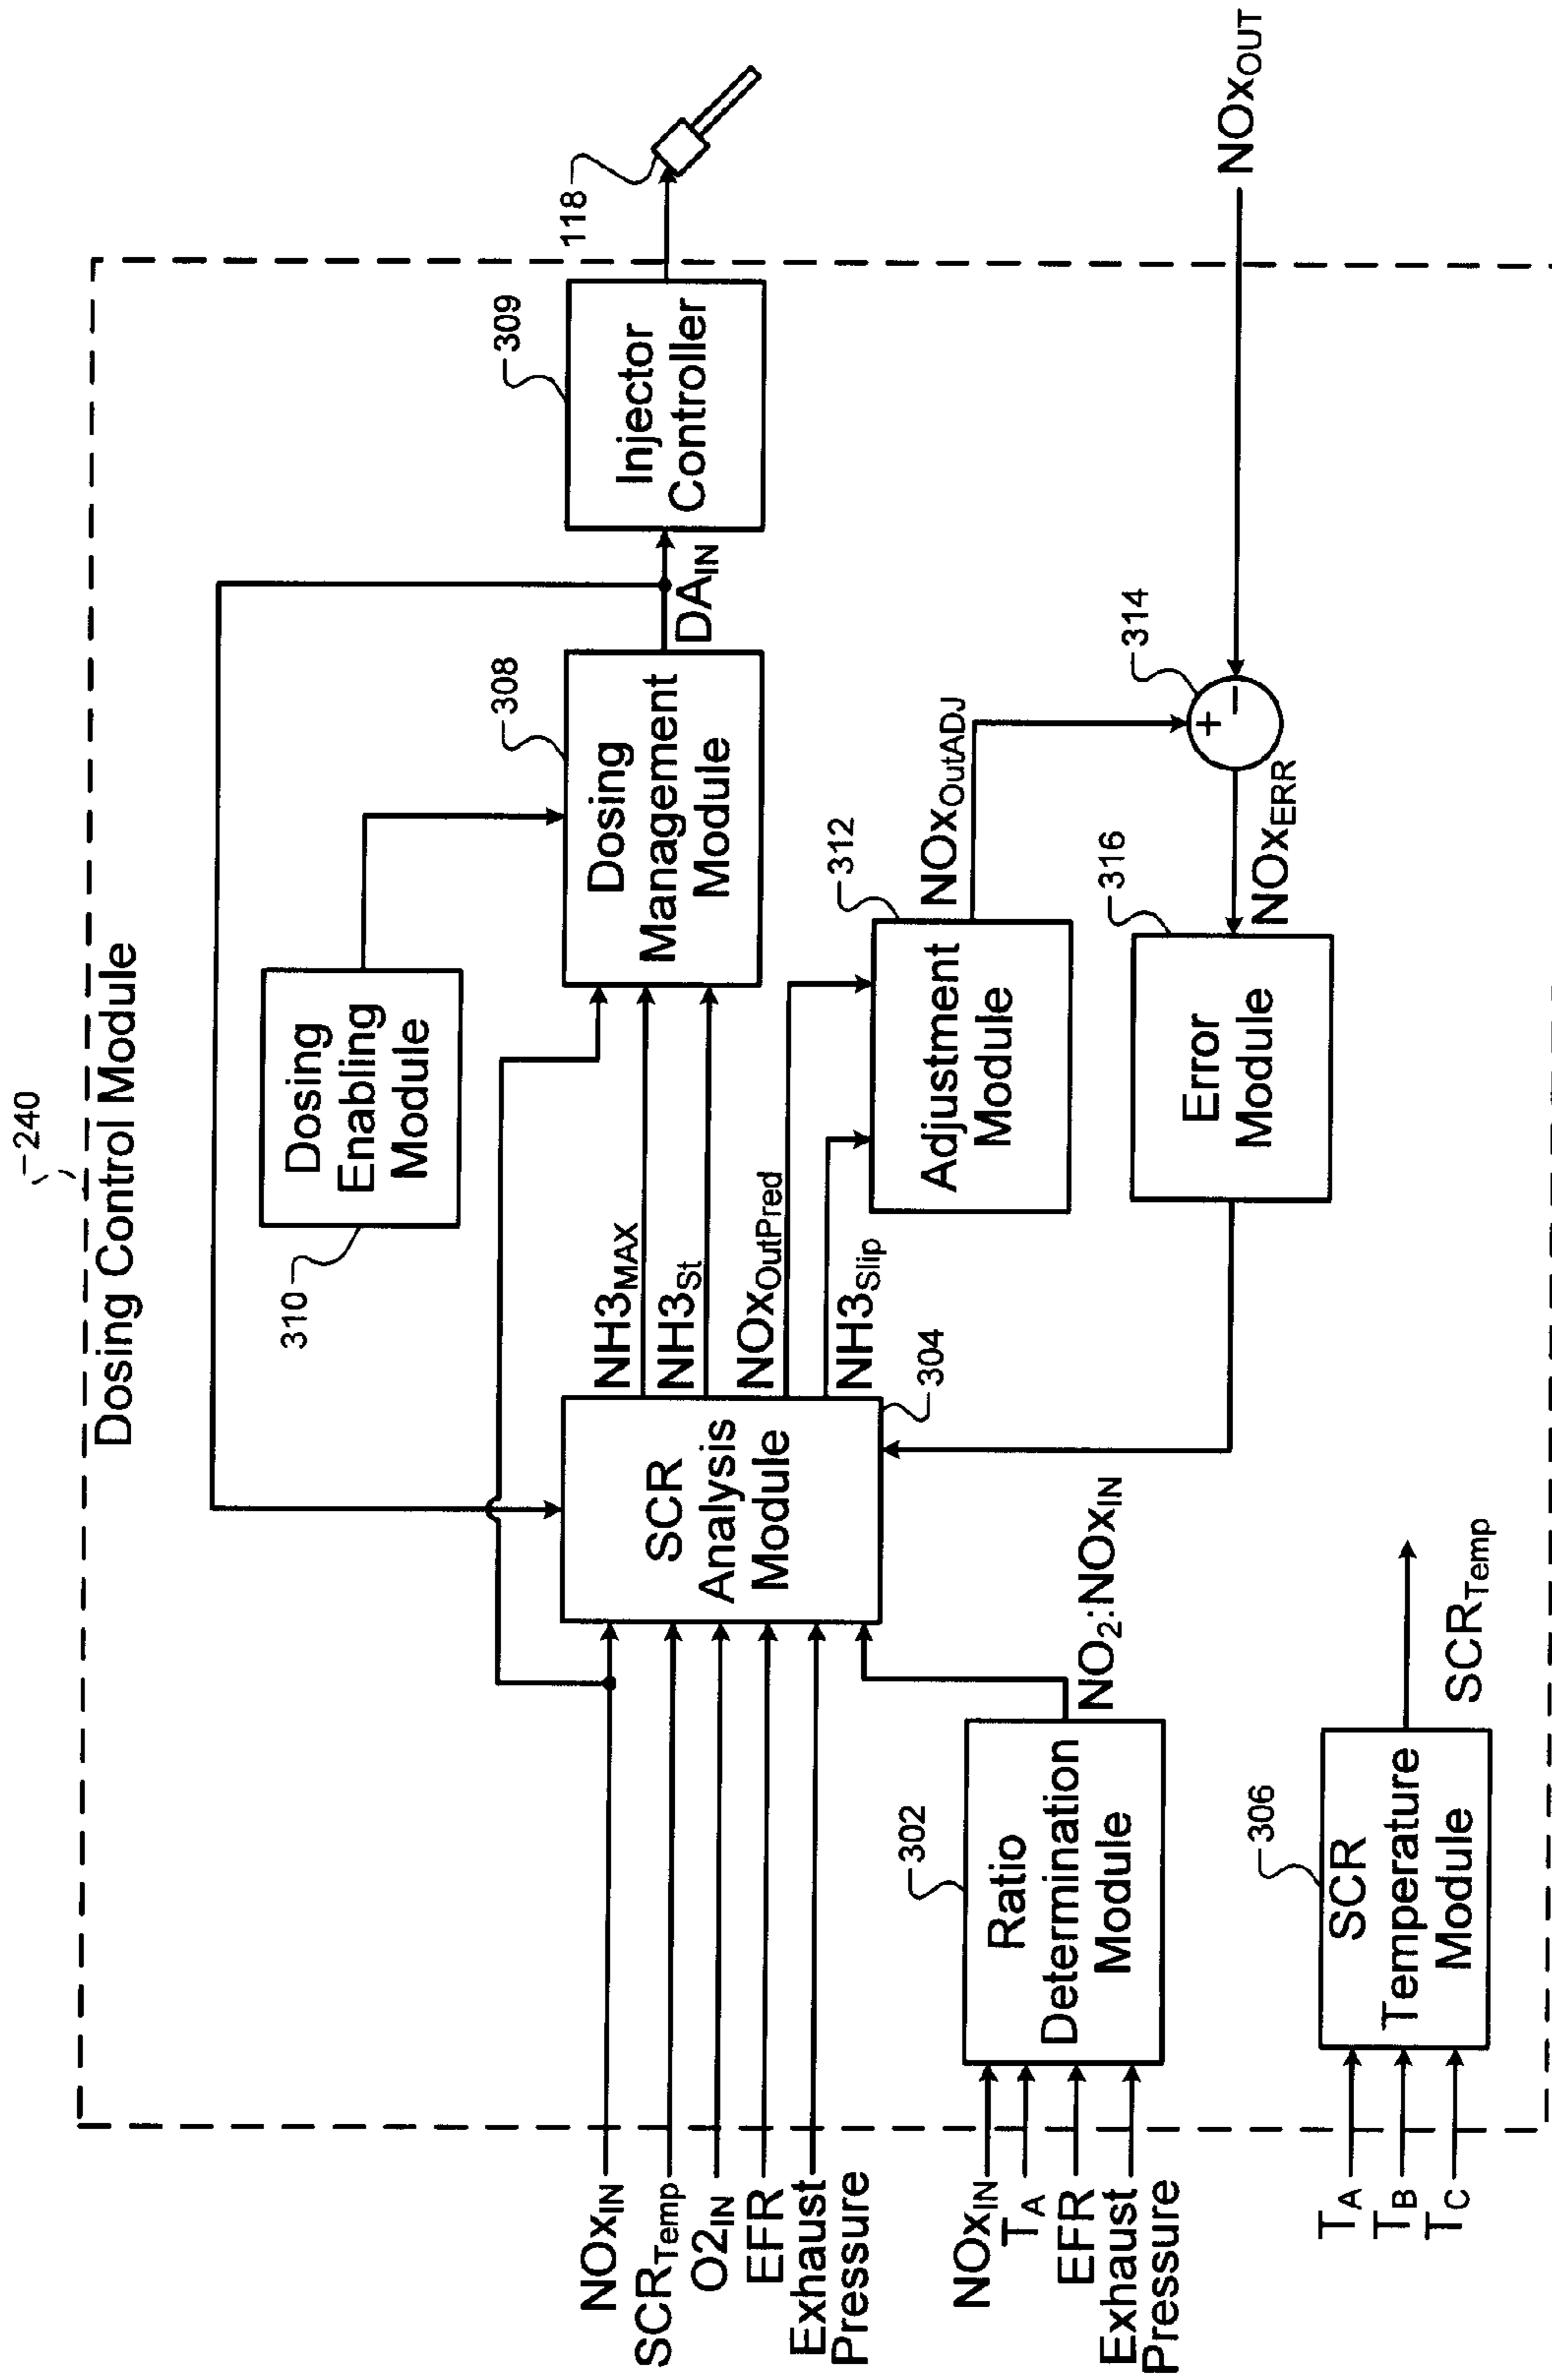 240
Dosing Control Module
310
Dosing
Enabling
Module
308
Dosing
Management
Module
DAIN
309
Injector
Controller
118
NOxIN
SCRTemp
O2IN
EFR
Exhaust
Pressure
SCR
Analysis
Module
304
NH3MAX
NH3St
NOxOutPred
NH3Slip
312
Adjustment
Module
NOxOutADJ
314
+
−
NOxOUT
316
Error
Module
NOxERR
NOxIN
TA
EFR
Exhaust
Pressure
302
Ratio
Determination
Module
NO2:NOxIN
TA
TB
TC
306
SCR
Temperature
Module
SCRTemp